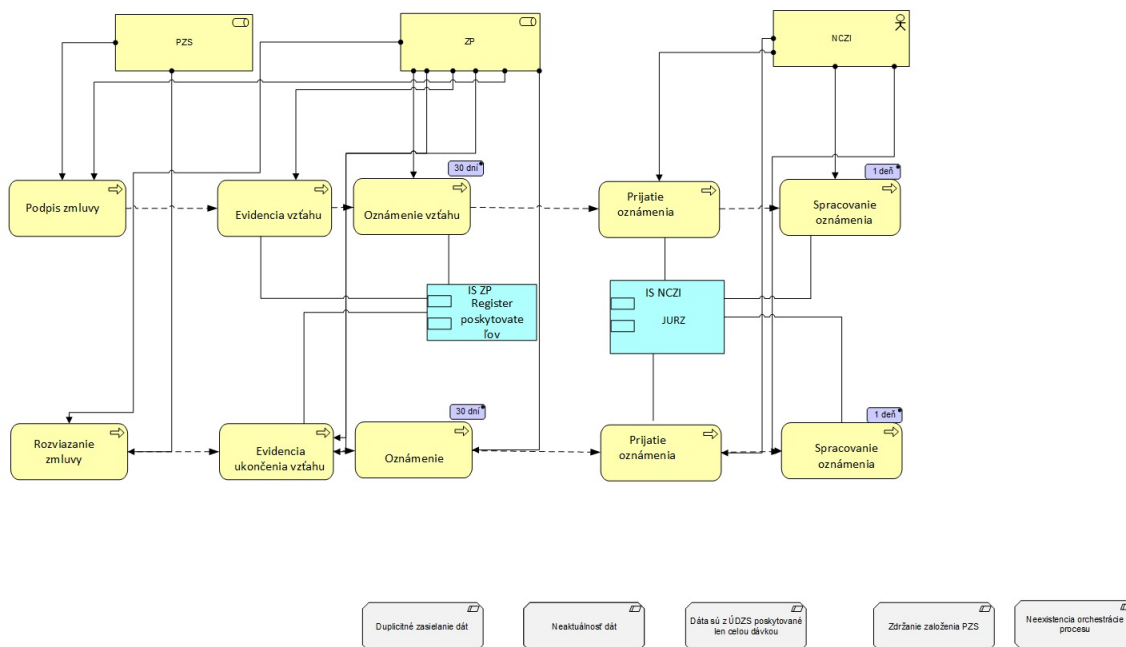 PZS
ZP
NCZI
30 dní
1 deň
Podpis zmluvy
Evidencia vzťahu
Oznámenie vzťahu
Prijatie
oznámenia
Spracovanie
oznámenia
IS ZP
Register
poskytovate
ľov
IS NCZI
JURZ
30 dní
1 deň
Rozviazanie
zmluvy
Evidencia
ukončenia vzťahu
Oznámenie
Prijatie
oznámenia
Spracovanie
oznámenia
Duplicitné zasielanie dát
Neaktuálnosť dát
Dáta sú z ÚDZS poskytované
len celou dávkou
Zdržanie založenia PZS
Neexistencia orchestrácie
procesu